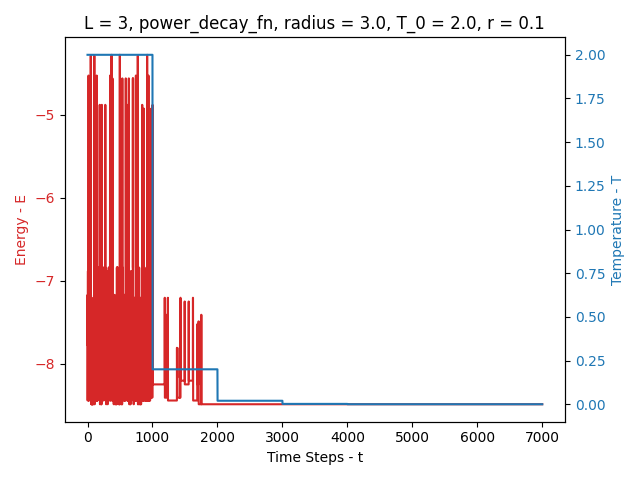 L = 3, power_decay_fn, radius = 3.0, T_0 = 2.0, r = 0.1
Energy - E
−5
−6
−7
−8
2.00
1.75
1.50
1.25
1.00
0.75
0.50
0.25
0.00
Temperature - T
0 1000 2000 3000 4000 5000 6000 7000
Time Steps - t